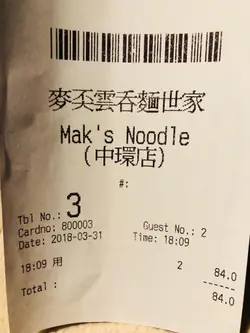 麥奀雲吞麵世家
Mak's Noodle
(中環店)
#:
Tbl No.: 3
Cardno: 800003 Guest No.: 2
Date: 2018-03-31 Time: 18:09
18:09 用 2 84.0
------
Total : 84.0